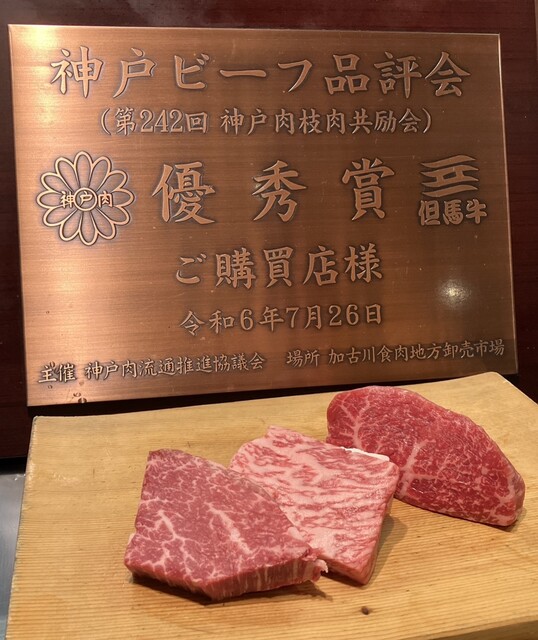 神戸ビーフ品評会
(第242回 神戸肉枝肉共励会)
神戸肉
優秀賞
但馬牛
ご購買店様
令和6年7月26日
主催 神戸肉流通推進協議会 場所 加古川食肉地方卸売市場